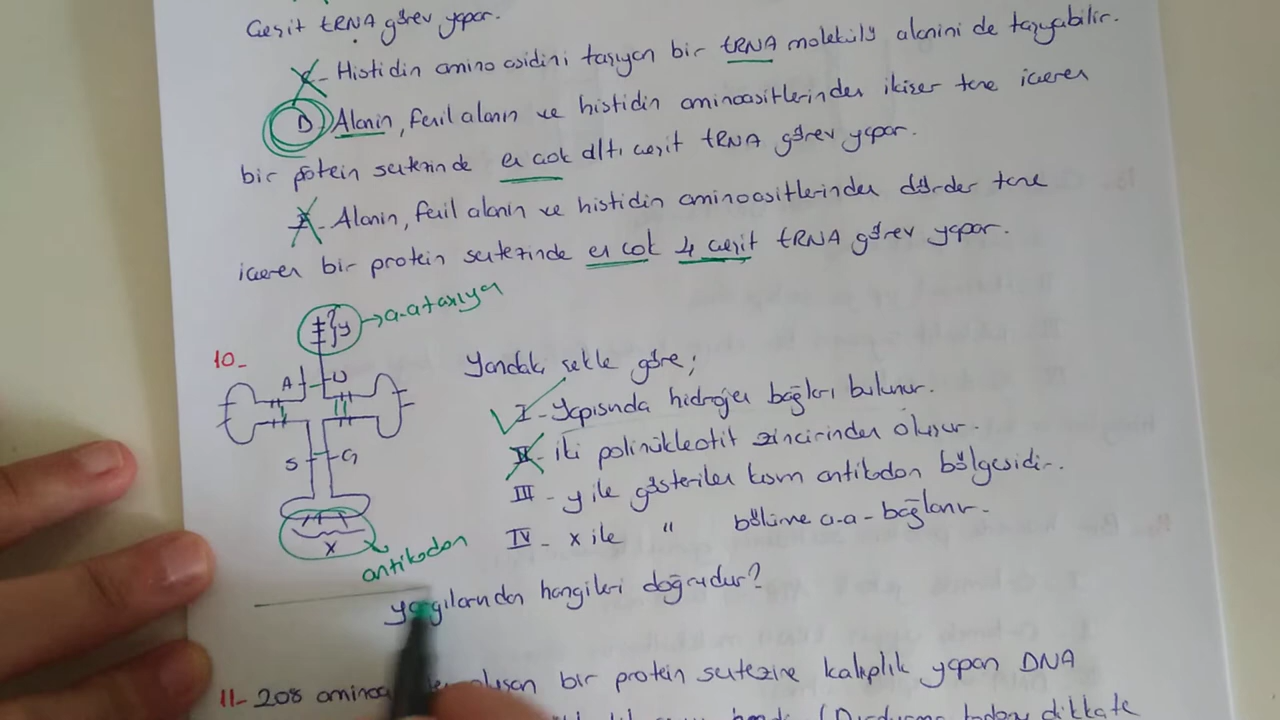 Çeşit tRNA görev yapar.
C- Histidin amino asidini taşıyan bir tRNA molekülü alanini de taşıyabilir.
D- Alanin, fenil alanin ve histidin aminoasitlerinden ikişer tane içeren
bir protein sentezinde en çok altı çeşit tRNA görev yapar.
Alanin, fenil alanin ve histidin aminoasitlerinden dörder tane
içeren bir protein sentezinde en çok 4 çeşit tRNA görev yapar.
y → a.a taşıya
10-
A U
S G
X
antikodon
Yandaki şekle göre;
I- Yapısında hidrojen bağları bulunur.
II- iki polinükleotit zincirinden oluşur.
III- y ile gösterilen kısım antikodon bölgesidir.
IV- x ile " bölüme a.a- bağlanır.
yargılarından hangileri doğrudur?
11- 208 bir protein sentezine kalıplık yapan DNA
dikkate